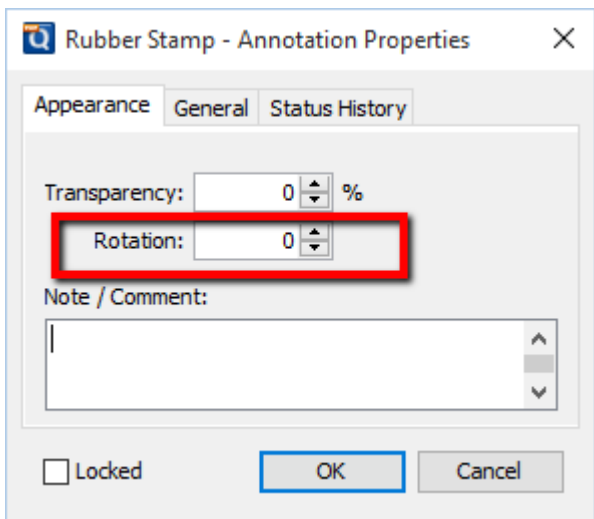 Rubber Stamp - Annotation Properties
Appearance General Status History
Transparency: 0 %
Rotation: 0
Note / Comment:
Locked OK Cancel